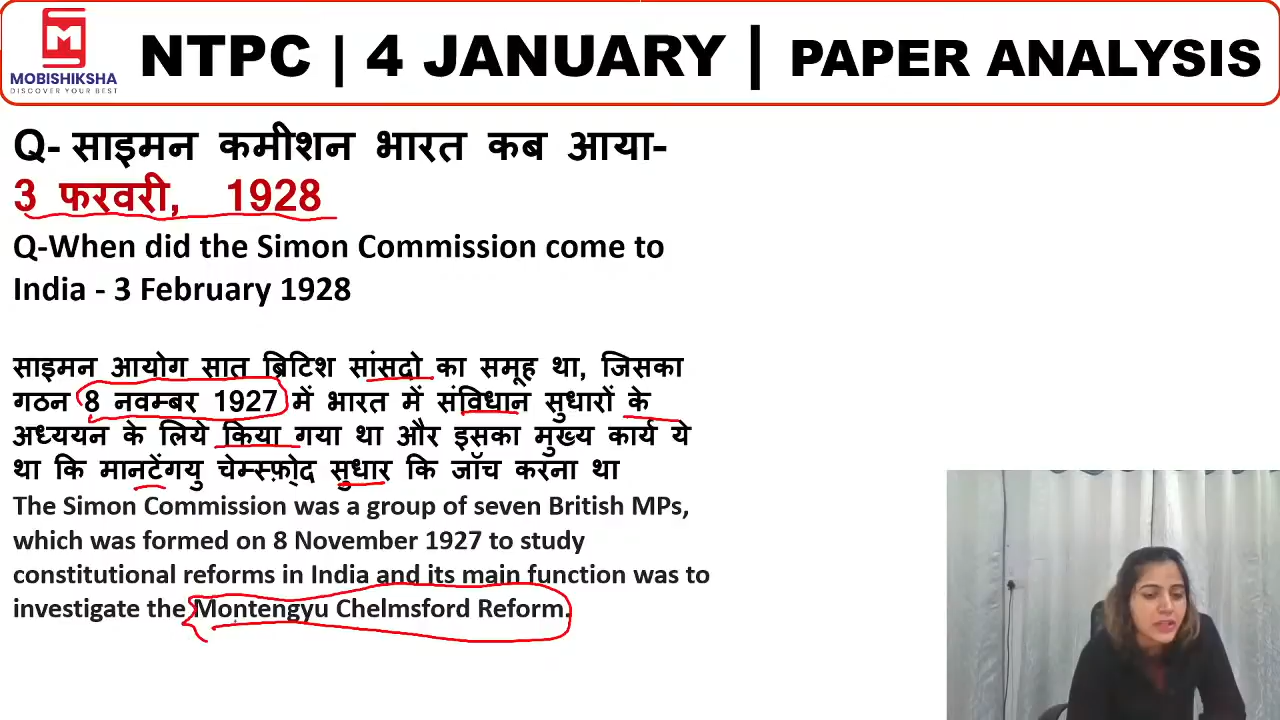 MOBISHIKSHA
DISCOVER YOUR BEST
NTPC | 4 JANUARY | PAPER ANALYSIS
Q- साइमन कमीशन भारत कब आया-
3 फरवरी, 1928
Q-When did the Simon Commission come to
India - 3 February 1928
साइमन आयोग सात ब्रिटिश सांसदो का समूह था, जिसका
गठन 8 नवम्बर 1927 में भारत में संविधान सुधारों के
अध्ययन के लिये किया गया था और इसका मुख्य कार्य ये
था कि मानटेंगयु चेम्स्फ़ो्द सुधार कि जॉच करना था
The Simon Commission was a group of seven British MPs,
which was formed on 8 November 1927 to study
constitutional reforms in India and its main function was to
investigate the Montengyu Chelmsford Reform.